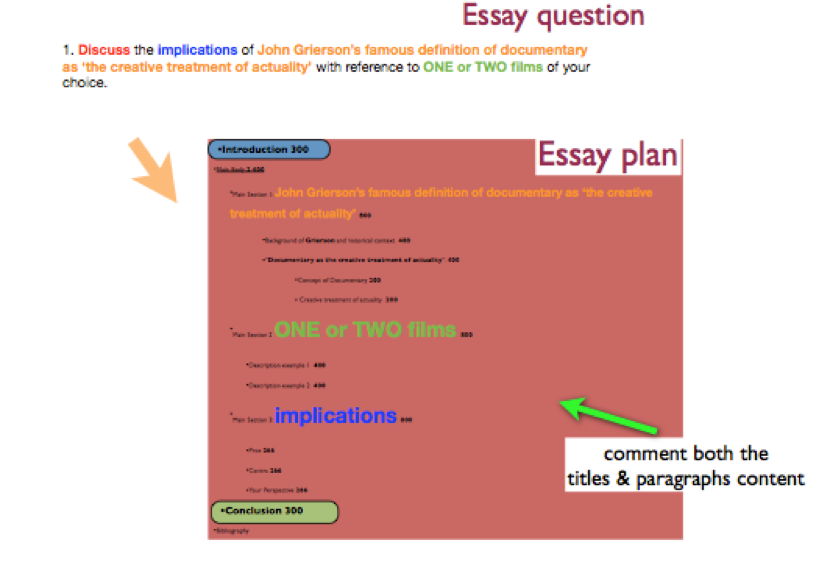 Essay question
1. Discuss the implications of John Grierson's famous definition of documentary
as 'the creative treatment of actuality' with reference to ONE or TWO films of your
choice.
Essay plan
•Introduction 300
•Main Body 2 400
•Main Section 1 John Grierson's famous definition of documentary as 'the creative
treatment of actuality' 800
•Background of Grierson and historical context 400
•"Documentary as the creative treatment of actuality" 400
•Concept of Documentary 200
• Creative treatment of actuality 200
•Main Section 2 ONE or TWO films 800
•Description example 1 400
•Description example 2 400
•Main Section 3 implications 800
•Pros 266
•Contra 266
•Your Perspective 266
comment both the
titles & paragraphs content
•Conclusion 300
•Bibliography